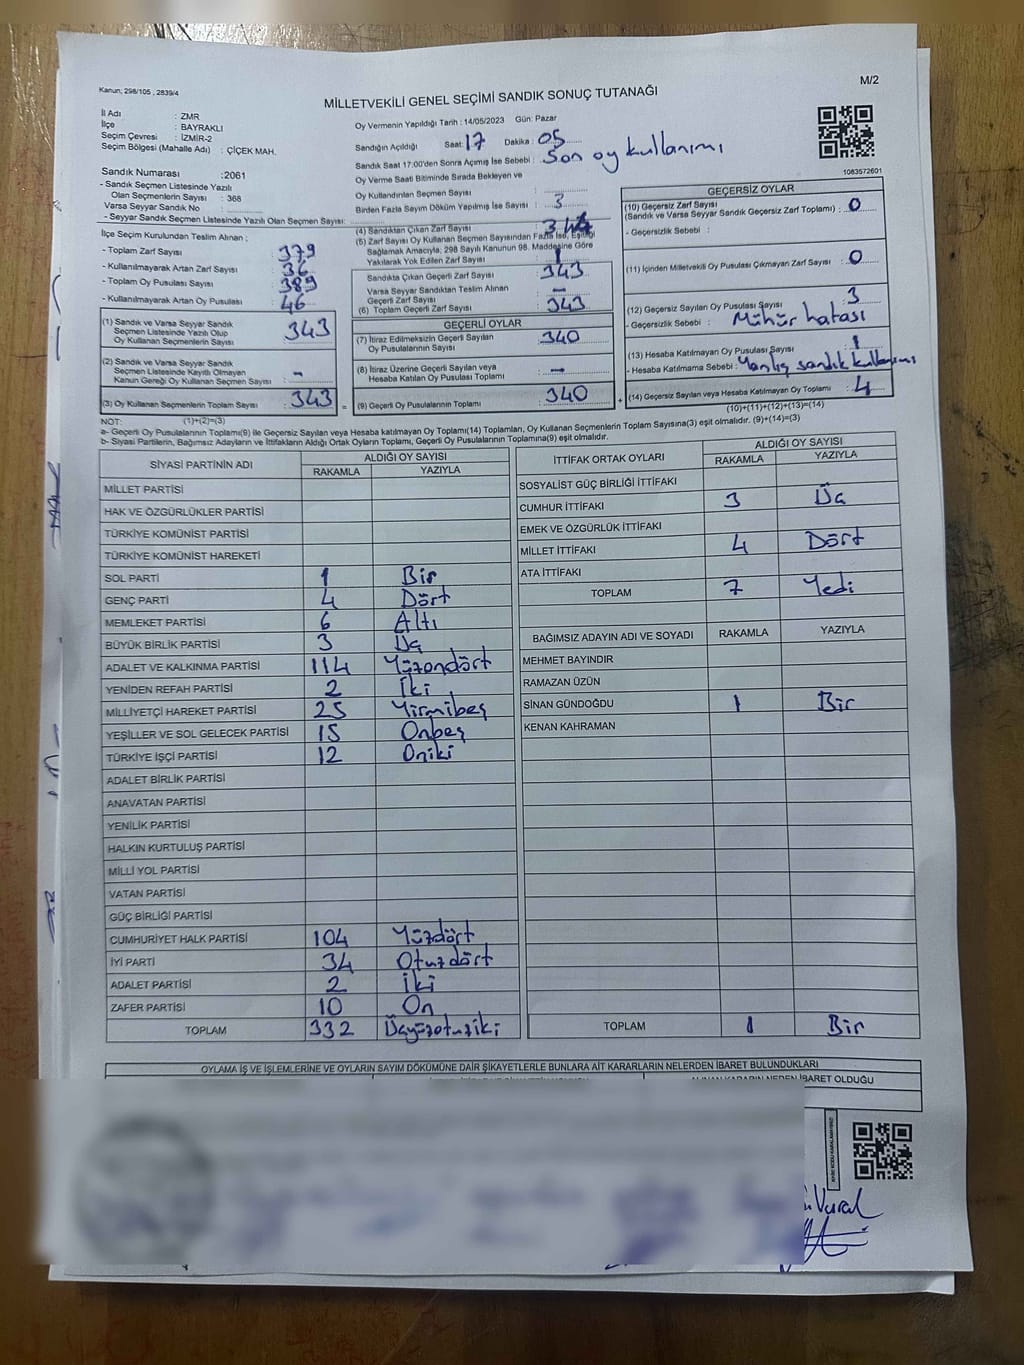 Kanun; 298/105 , 2839/4
M/2
MİLLETVEKİLİ GENEL SEÇİMİ SANDIK SONUÇ TUTANAĞI
İl Adı : ZMR
İlçe : BAYRAKLI
Seçim Çevresi : İZMİR-2
Seçim Bölgesi (Mahalle Adı) : ÇİÇEK MAH.
Oy Vermenin Yapıldığı Tarih : 14/05/2023 Gün: Pazar
Sandığın Açıldığı Saat: 17 Dakika : 05
Sandık Saat 17:00'den Sonra Açımış İse Sebebi : Son oy kullanımı
Oy Verme Saati Bitiminde Sırada Bekleyen ve
Oy Kullandırılan Seçmen Sayısı :
Birden Fazla Sayım Döküm Yapılmış İse Sayısı : 3
1083572601
Sandık Numarası :2061
- Sandık Seçmen Listesinde Yazılı
Olan Seçmenlerin Sayısı : 368
Varsa Seyyar Sandık No :
- Seyyar Sandık Seçmen Listesinde Yazılı Olan Seçmen Sayısı:
İlçe Seçim Kurulundan Teslim Alınan ;
- Toplam Zarf Sayısı : 379
- Kullanılmayarak Artan Zarf Sayısı : 36
- Toplam Oy Pusulası Sayısı : 389
- Kullanılmayarak Artan Oy Pusulası : 46
(1) Sandık ve Varsa Seyyar Sandık
Seçmen Listesinde Yazılı Olup
Oy Kullanan Seçmenlerin Sayısı : 343
(2) Sandık ve Varsa Seyyar Sandık
Seçmen Listesinde Kayıtlı Olmayan
Kanun Gereği Oy Kullanan Seçmen Sayısı : -
(3) Oy Kullanan Seçmenlerin Toplam Sayısı : 343
(4) Sandıktan Çıkan Zarf Sayısı :
(5) Zarf Sayısı Oy Kullanan Seçmen Sayısından Fazla İse, Eşitliği
Sağlamak Amacıyla, 298 Sayılı Kanunun 98. Maddesine Göre
Yakılarak Yok Edilen Zarf Sayısı : 1
Sandıkta Çıkan Geçerli Zarf Sayısı : 343
Varsa Seyyar Sandıktan Teslim Alınan
Geçerli Zarf Sayısı : -
(6) Toplam Geçerli Zarf Sayısı : 343
GEÇERLİ OYLAR
(7) İtiraz Edilmeksizin Geçerli Sayılan
Oy Pusulalarının Sayısı : 340
(8) İtiraz Üzerine Geçerli Sayılan veya
Hesaba Katılan Oy Pusulası Toplamı : -
= (9) Geçerli Oy Pusulalarının Toplamı : 340 +
GEÇERSİZ OYLAR
(10) Geçersiz Zarf Sayısı
(Sandık ve Varsa Seyyar Sandık Geçersiz Zarf Toplamı) : 0
- Geçersizlik Sebebi :
(11) İçinden Milletvekili Oy Pusulası Çıkmayan Zarf Sayısı : 0
(12) Geçersiz Sayılan Oy Pusulası Sayısı : 3
- Geçersizlik Sebebi : Mühür hatası
(13) Hesaba Katılmayan Oy Pusulası Sayısı : 1
- Hesaba Katılmama Sebebi : Yanlış sandık kullanımı
(14) Geçersiz Sayılan veya Hesaba Katılmayan Oy Toplamı : 4
(10)+(11)+(12)+(13)=(14)
NOT: (1)+(2)=(3)
a- Geçerli Oy Pusulalarının Toplamı(9) ile Geçersiz Sayılan veya Hesaba katılmayan Oy Toplamı(14) Toplamları, Oy Kullanan Seçmenlerin Toplam Sayısına(3) eşit olmalıdır. (9)+(14)=(3)
b- Siyasi Partilerin, Bağımsız Adayların ve İttifakların Aldığı Ortak Oyların Toplamı, Geçerli Oy Pusulalarının Toplamına(9) eşit olmalıdır.
SİYASİ PARTİNİN ADI ALDIĞI OY SAYISI
RAKAMLA YAZIYLA
MİLLET PARTİSİ
HAK VE ÖZGÜRLÜKLER PARTİSİ
TÜRKİYE KOMÜNİST PARTİSİ
TÜRKİYE KOMÜNİST HAREKETİ
SOL PARTİ 1 Bir
GENÇ PARTİ 4 Dört
MEMLEKET PARTİSİ 6 Altı
BÜYÜK BİRLİK PARTİSİ 3 Üç
ADALET VE KALKINMA PARTİSİ 114 Yüzondört
YENİDEN REFAH PARTİSİ 2 İki
MİLLİYETÇİ HAREKET PARTİSİ 25 Yirmibeş
YEŞİLLER VE SOL GELECEK PARTİSİ 15 Onbeş
TÜRKİYE İŞÇİ PARTİSİ 12 Oniki
ADALET BİRLİK PARTİSİ
ANAVATAN PARTİSİ
YENİLİK PARTİSİ
HALKIN KURTULUŞ PARTİSİ
MİLLİ YOL PARTİSİ
VATAN PARTİSİ
GÜÇ BİRLİĞİ PARTİSİ
CUMHURİYET HALK PARTİSİ 104 Yüzdört
İYİ PARTİ 34 Otuzdört
ADALET PARTİSİ 2 İki
ZAFER PARTİSİ 10 On
TOPLAM 332 Üçyüzotuziki
İTTİFAK ORTAK OYLARI ALDIĞI OY SAYISI
RAKAMLA YAZIYLA
SOSYALİST GÜÇ BİRLİĞİ İTTİFAKI
CUMHUR İTTİFAKI 3 Üç
EMEK VE ÖZGÜRLÜK İTTİFAKI
MİLLET İTTİFAKI 4 Dört
ATA İTTİFAKI
TOPLAM 7 Yedi
BAĞIMSIZ ADAYIN ADI VE SOYADI RAKAMLA YAZIYLA
MEHMET BAYINDIR
RAMAZAN ÜZÜN
SİNAN GÜNDOĞDU 1 Bir
KENAN KAHRAMAN
TOPLAM 1 Bir
OYLAMA İŞ VE İŞLEMLERİNE VE OYLARIN SAYIM DÖKÜMÜNE DAİR ŞİKAYETLERLE BUNLARA AİT KARARLARIN NELERDEN İBARET BULUNDUKLARI
İBARET OLDUĞU
Vural